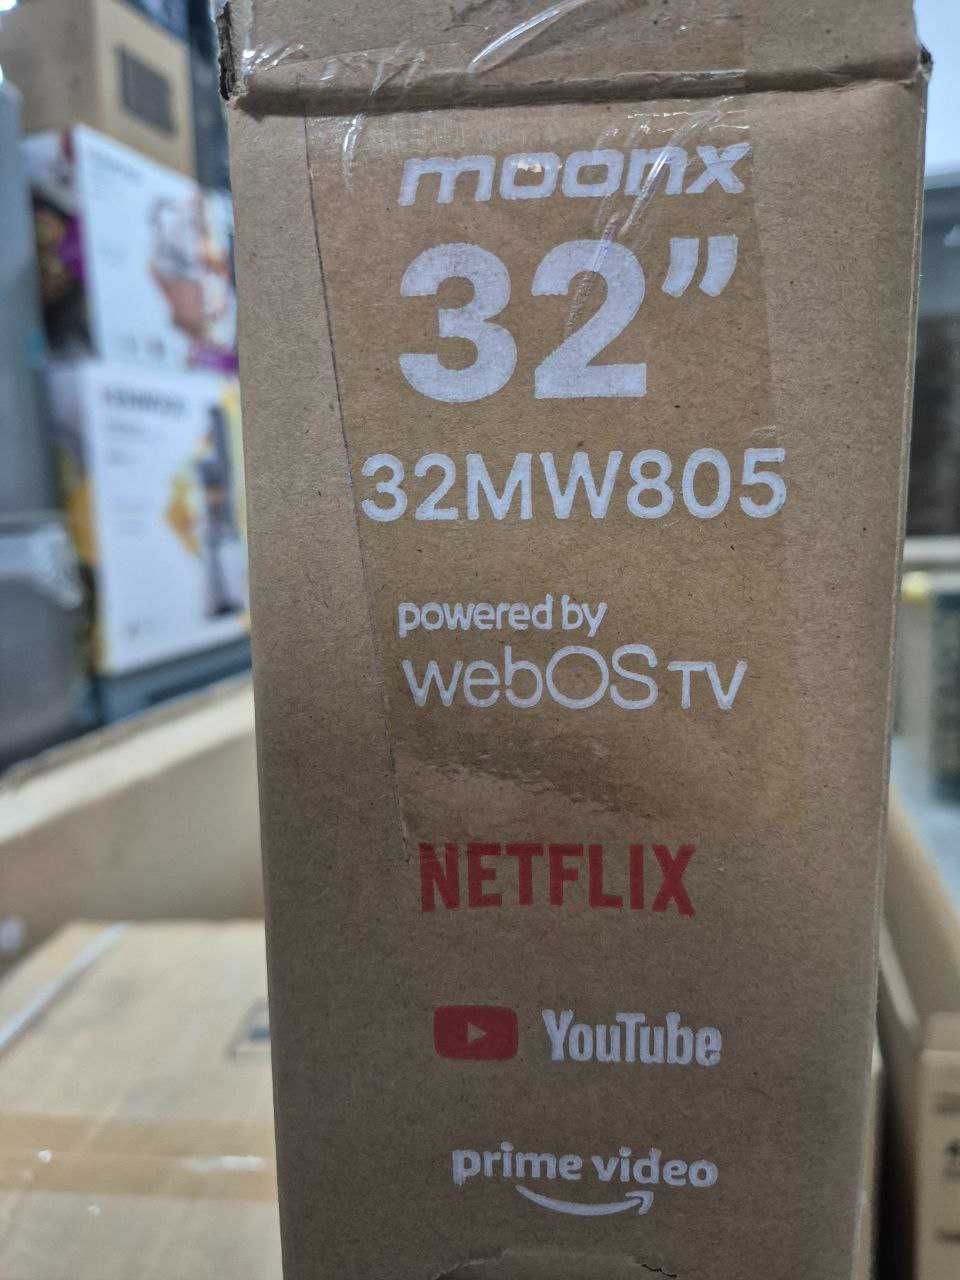 moonx
32”
32MW805
powered by
webOS TV
NETFLIX
YouTube
prime video